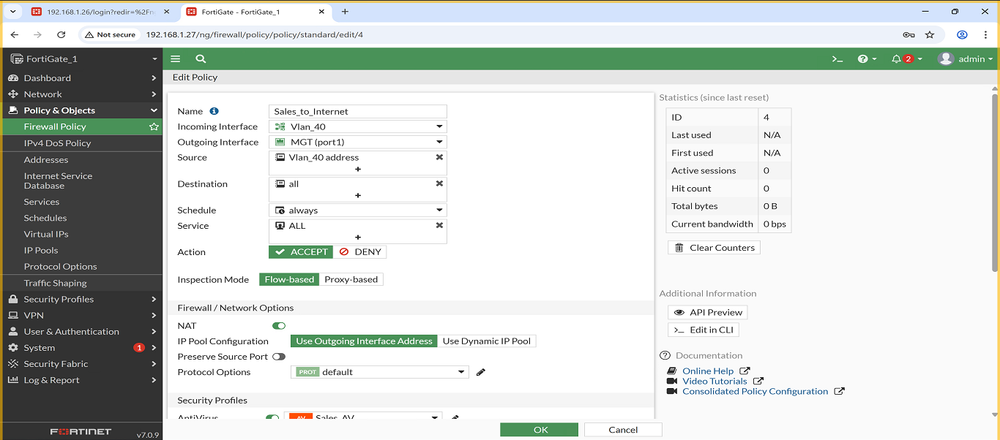 192.168.1.26/login?redir=%2Fn
FortiGate - FortiGate_1
Not secure
192.168.1.27/ng/firewall/policy/policy/standard/edit/4
FortiGate_1
2
admin
Dashboard
Network
Policy & Objects
Firewall Policy
IPv4 DoS Policy
Addresses
Internet Service
Database
Services
Schedules
Virtual IPs
IP Pools
Protocol Options
Traffic Shaping
Security Profiles
VPN
User & Authentication
System 1
Security Fabric
Log & Report
FORTINET
v7.0.9
Edit Policy
Name Sales_to_Internet
Incoming Interface Vlan_40
Outgoing Interface MGT (port1)
Source Vlan_40 address
+
Destination all
+
Schedule always
Service ALL
+
Action ACCEPT DENY
Inspection Mode Flow-based Proxy-based
Firewall / Network Options
NAT
IP Pool Configuration Use Outgoing Interface Address Use Dynamic IP Pool
Preserve Source Port
Protocol Options PROT default
Security Profiles
AntiVirus AV Sales_AV
OK Cancel
Statistics (since last reset)
ID 4
Last used N/A
First used N/A
Active sessions 0
Hit count 0
Total bytes 0 B
Current bandwidth 0 bps
Clear Counters
Additional Information
API Preview
>_ Edit in CLI
Documentation
Online Help
Video Tutorials
Consolidated Policy Configuration